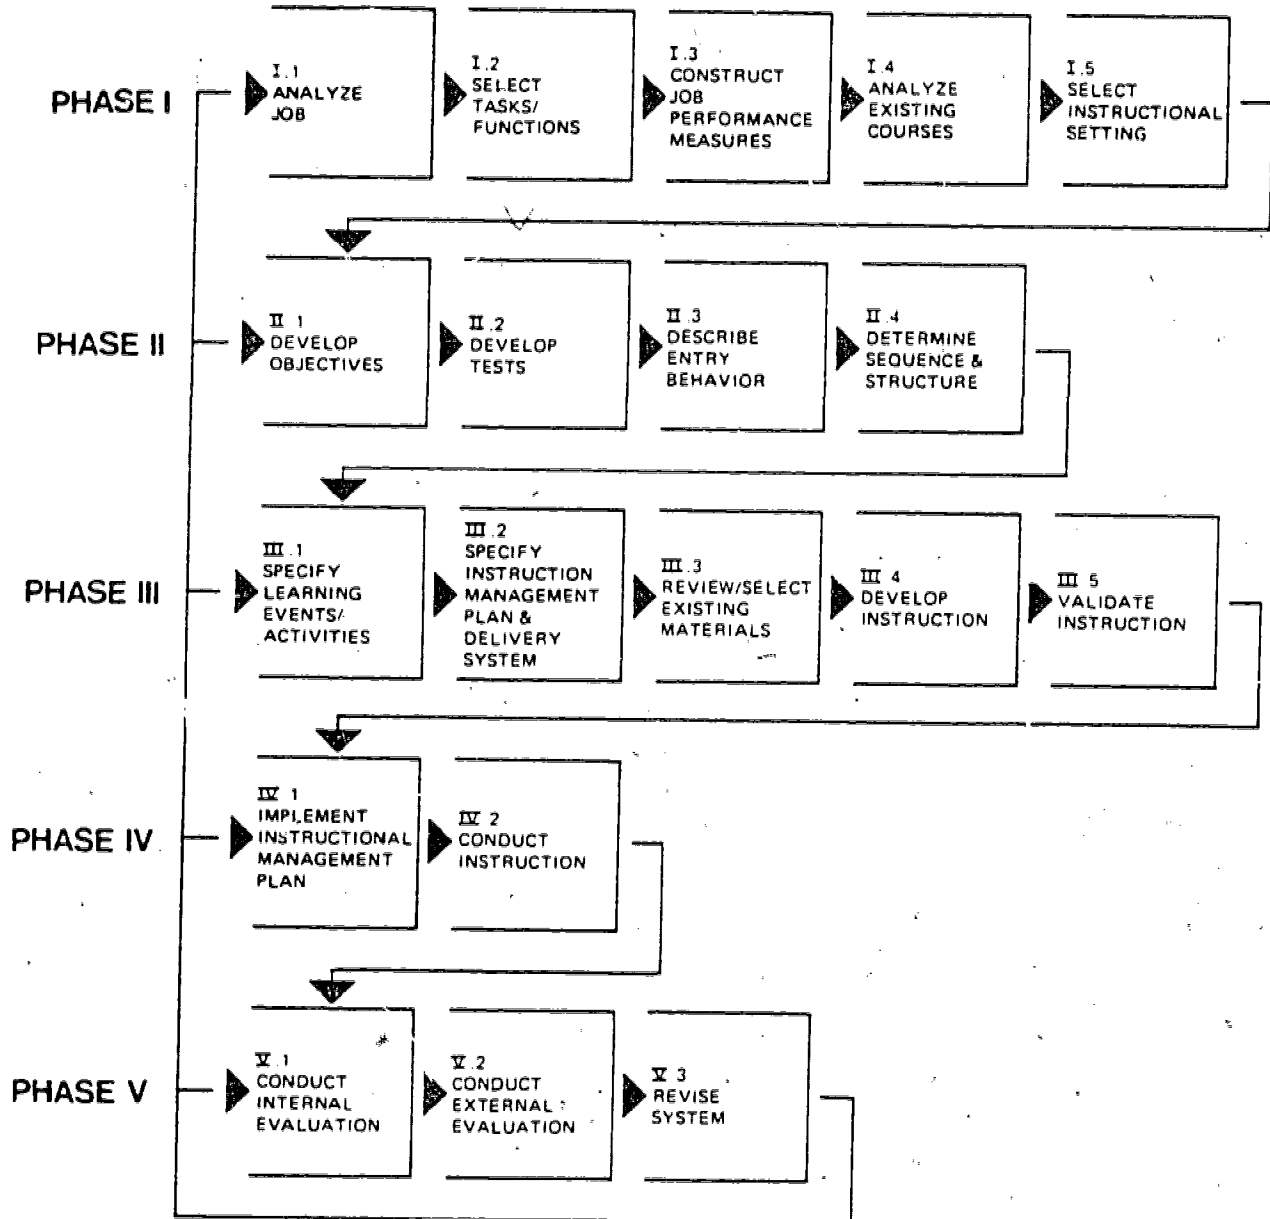 PHASE I
I.1
ANALYZE
JOB
I.2
SELECT
TASKS/
FUNCTIONS
I.3
CONSTRUCT
JOB
PERFORMANCE
MEASURES
I.4
ANALYZE
EXISTING
COURSES
I.5
SELECT
INSTRUCTIONAL
SETTING
PHASE II
II 1
DEVELOP
OBJECTIVES
II.2
DEVELOP
TESTS
II.3
DESCRIBE
ENTRY
BEHAVIOR
II.4
DETERMINE
SEQUENCE &
STRUCTURE
PHASE III
III.1
SPECIFY
LEARNING
EVENTS/
ACTIVITIES
III.2
SPECIFY
INSTRUCTION
MANAGEMENT
PLAN &
DELIVERY
SYSTEM
III.3
REVIEW/SELECT
EXISTING
MATERIALS
III 4
DEVELOP
INSTRUCTION
III 5
VALIDATE
INSTRUCTION
PHASE IV
IV 1
IMPLEMENT
INSTRUCTIONAL
MANAGEMENT
PLAN
IV 2
CONDUCT
INSTRUCTION
PHASE V
V.1
CONDUCT
INTERNAL
EVALUATION
V.2
CONDUCT
EXTERNAL
EVALUATION
V 3
REVISE
SYSTEM